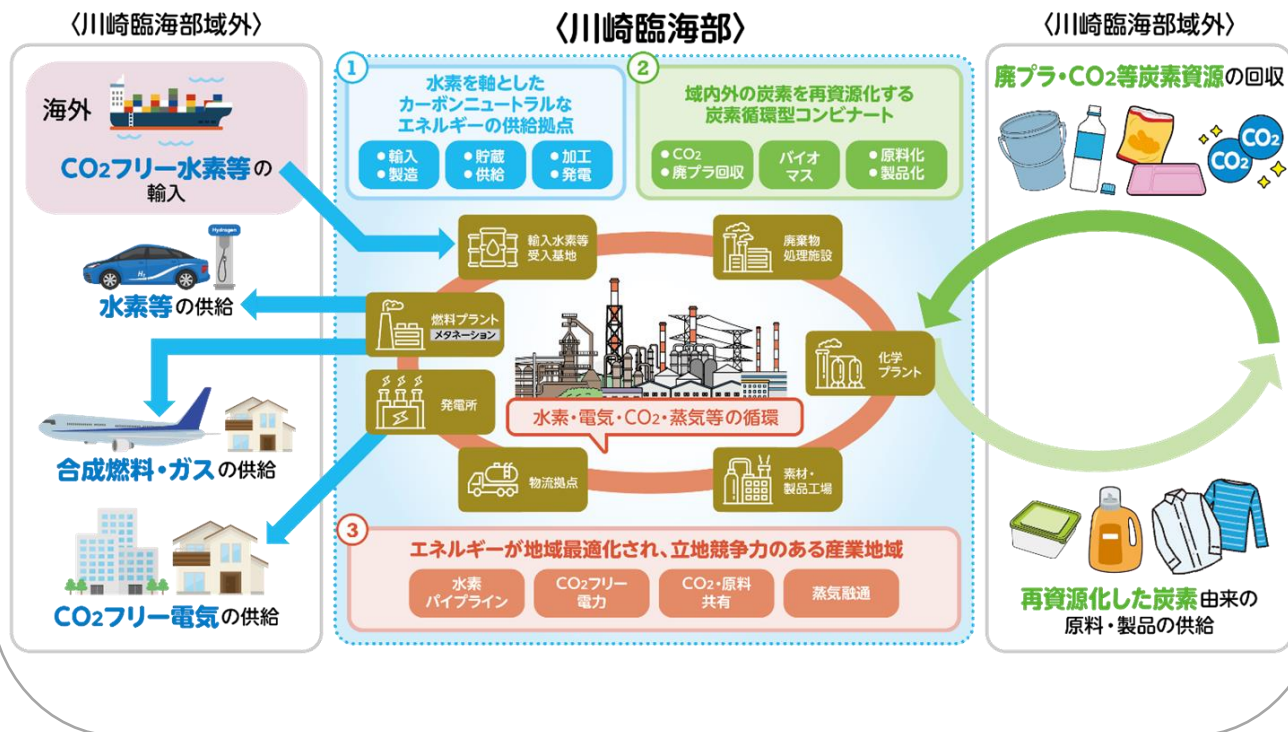 〈川崎臨海部域外〉
海外
CO2フリー水素等の
輸入
Hydrogen
H2
水素等の供給
合成燃料・ガスの供給
CO2フリー電気の供給
〈川崎臨海部〉
1
水素を軸とした
カーボンニュートラルな
エネルギーの供給拠点
●輸入
●製造
●貯蔵
●供給
●加工
●発電
2
域内外の炭素を再資源化する
炭素循環型コンビナート
●CO2
●廃プラ回収
バイオ
マス
●原料化
●製品化
輸入水素等
受入基地
廃棄物
処理施設
燃料プラント
メタネーション
化学
プラント
発電所
水素・電気・CO2・蒸気等の循環
物流拠点
素材・
製品工場
3
エネルギーが地域最適化され、立地競争力のある産業地域
水素
パイプライン
CO2フリー
電力
CO2・原料
共有
蒸気融通
〈川崎臨海部域外〉
廃プラ・CO2等炭素資源の回収
CO2
CO2
再資源化した炭素由来の
原料・製品の供給